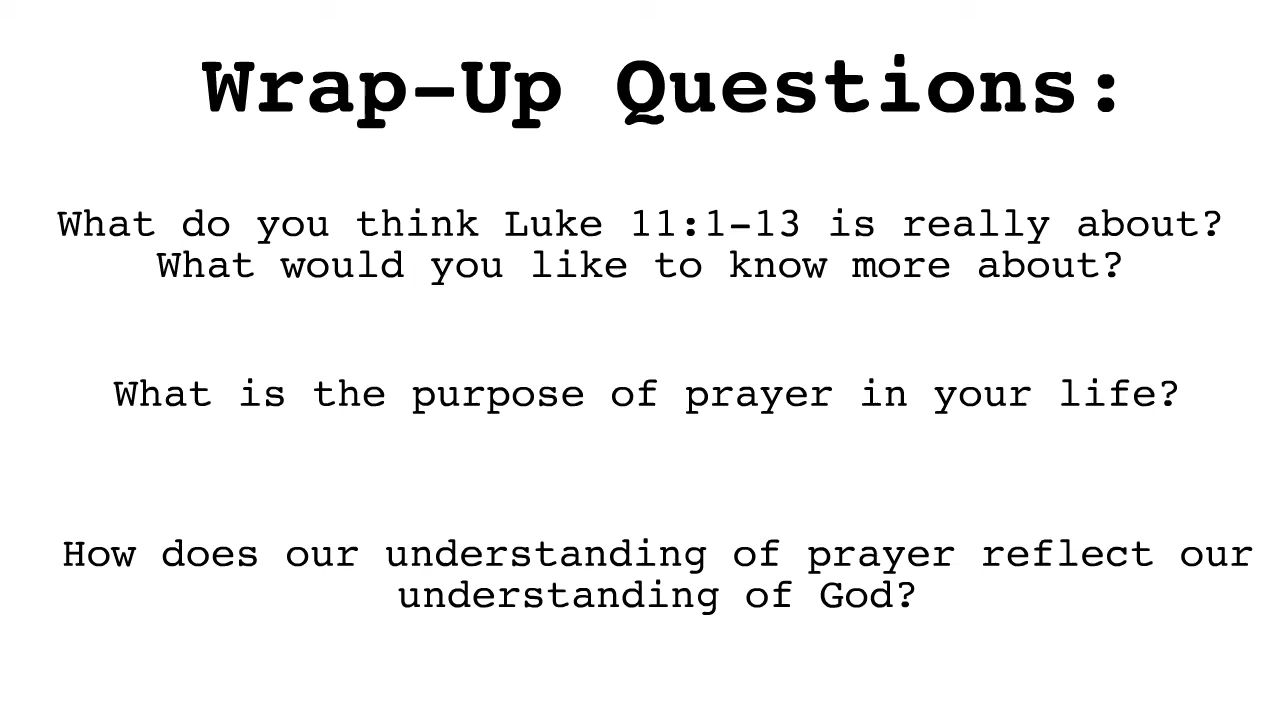 Wrap-Up Questions:
What do you think Luke 11:1-13 is really about?
What would you like to know more about?
What is the purpose of prayer in your life?
How does our understanding of prayer reflect our
understanding of God?